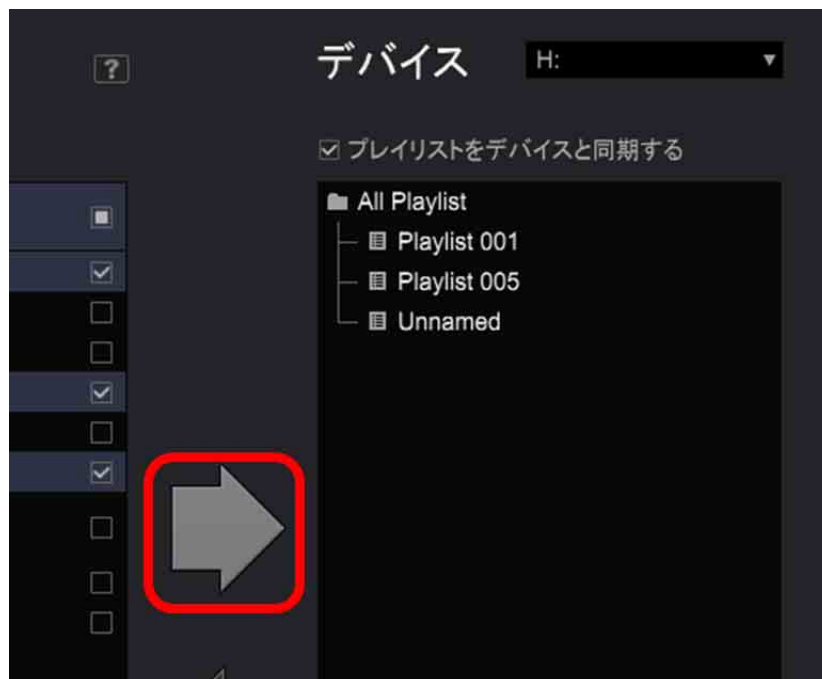 ?
デバイス
H:
プレイリストをデバイスと同期する
All Playlist
Playlist 001
Playlist 005
Unnamed